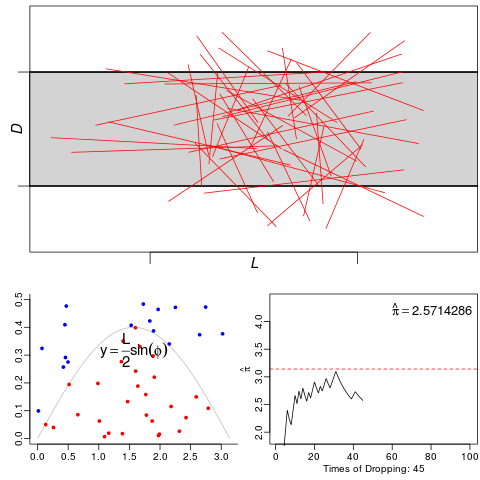 D
L
0.0 0.1 0.2 0.3 0.4 0.5
y = L/2 sin(ϕ)
0.0 0.5 1.0 1.5 2.0 2.5 3.0
π̂
2.0 2.5 3.0 3.5 4.0
π̂ = 2.5714286
0 20 40 60 80 100
Times of Dropping: 45